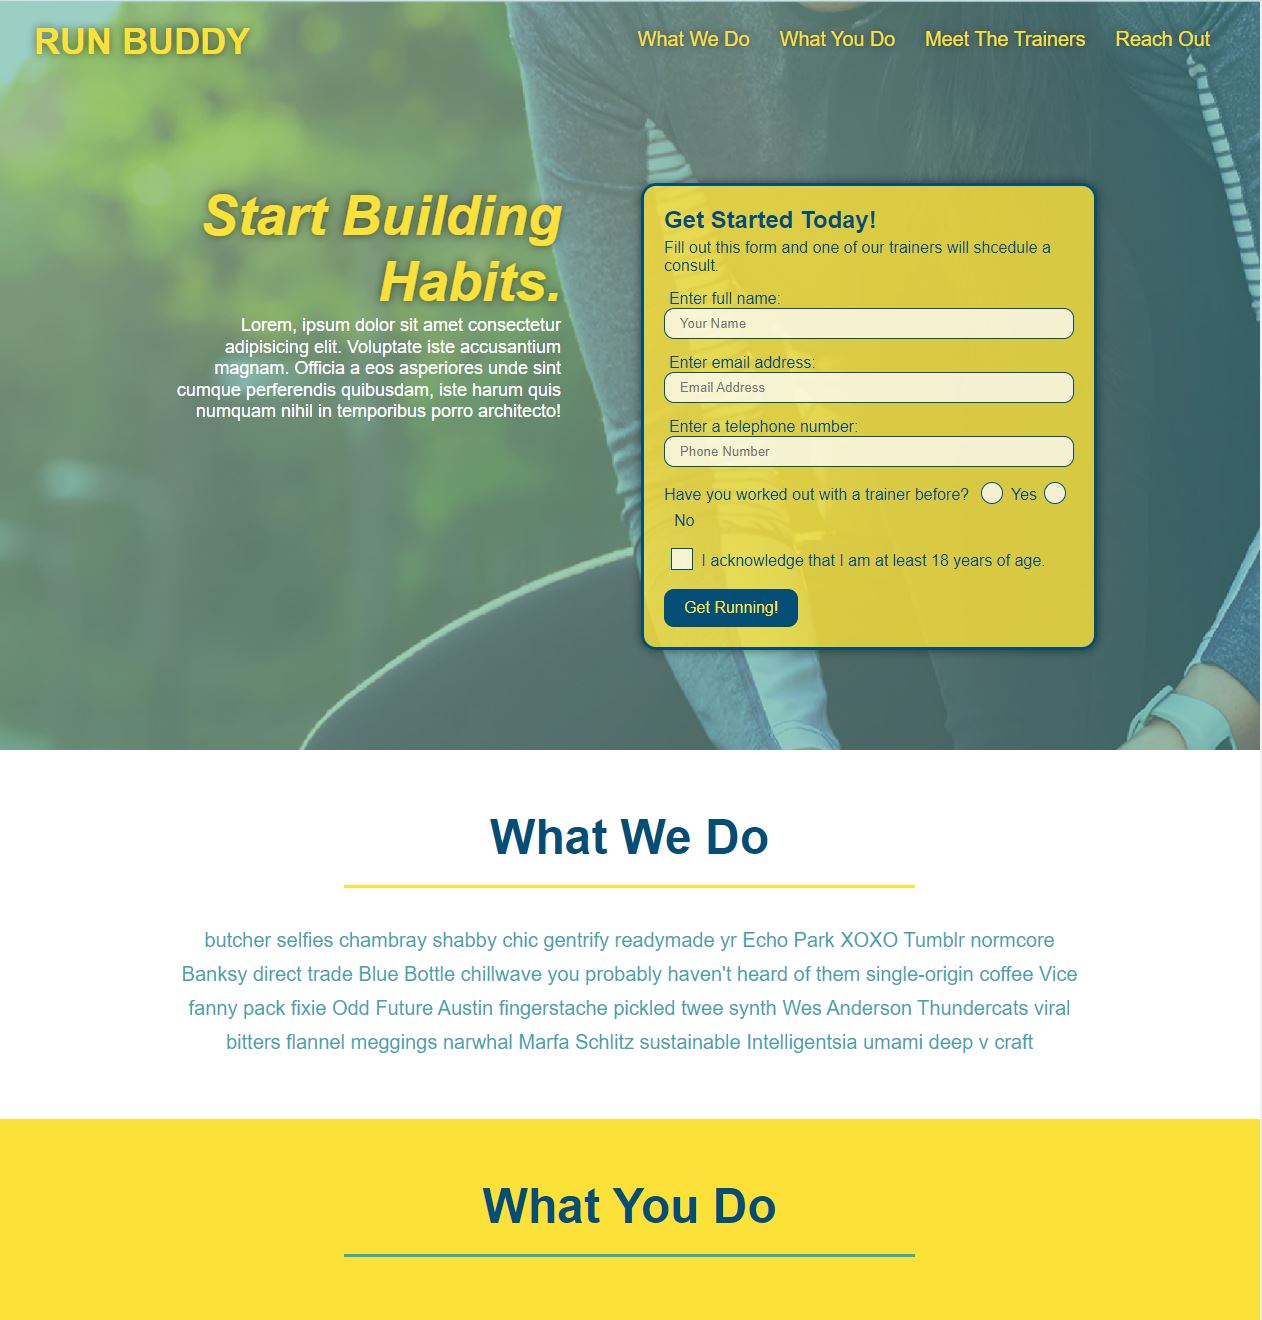 RUN BUDDY
What We Do What You Do Meet The Trainers Reach Out
Start Building
Habits.
Lorem, ipsum dolor sit amet consectetur
adipisicing elit. Voluptate iste accusantium
magnam. Officia a eos asperiores unde sint
cumque perferendis quibusdam, iste harum quis
numquam nihil in temporibus porro architecto!
Get Started Today!
Fill out this form and one of our trainers will shcedule a
consult.
Enter full name:
Your Name
Enter email address:
Email Address
Enter a telephone number:
Phone Number
Have you worked out with a trainer before? Yes
No
I acknowledge that I am at least 18 years of age.
Get Running!
What We Do
butcher selfies chambray shabby chic gentrify readymade yr Echo Park XOXO Tumblr normcore
Banksy direct trade Blue Bottle chillwave you probably haven't heard of them single-origin coffee Vice
fanny pack fixie Odd Future Austin fingerstache pickled twee synth Wes Anderson Thundercats viral
bitters flannel meggings narwhal Marfa Schlitz sustainable Intelligentsia umami deep v craft
What You Do